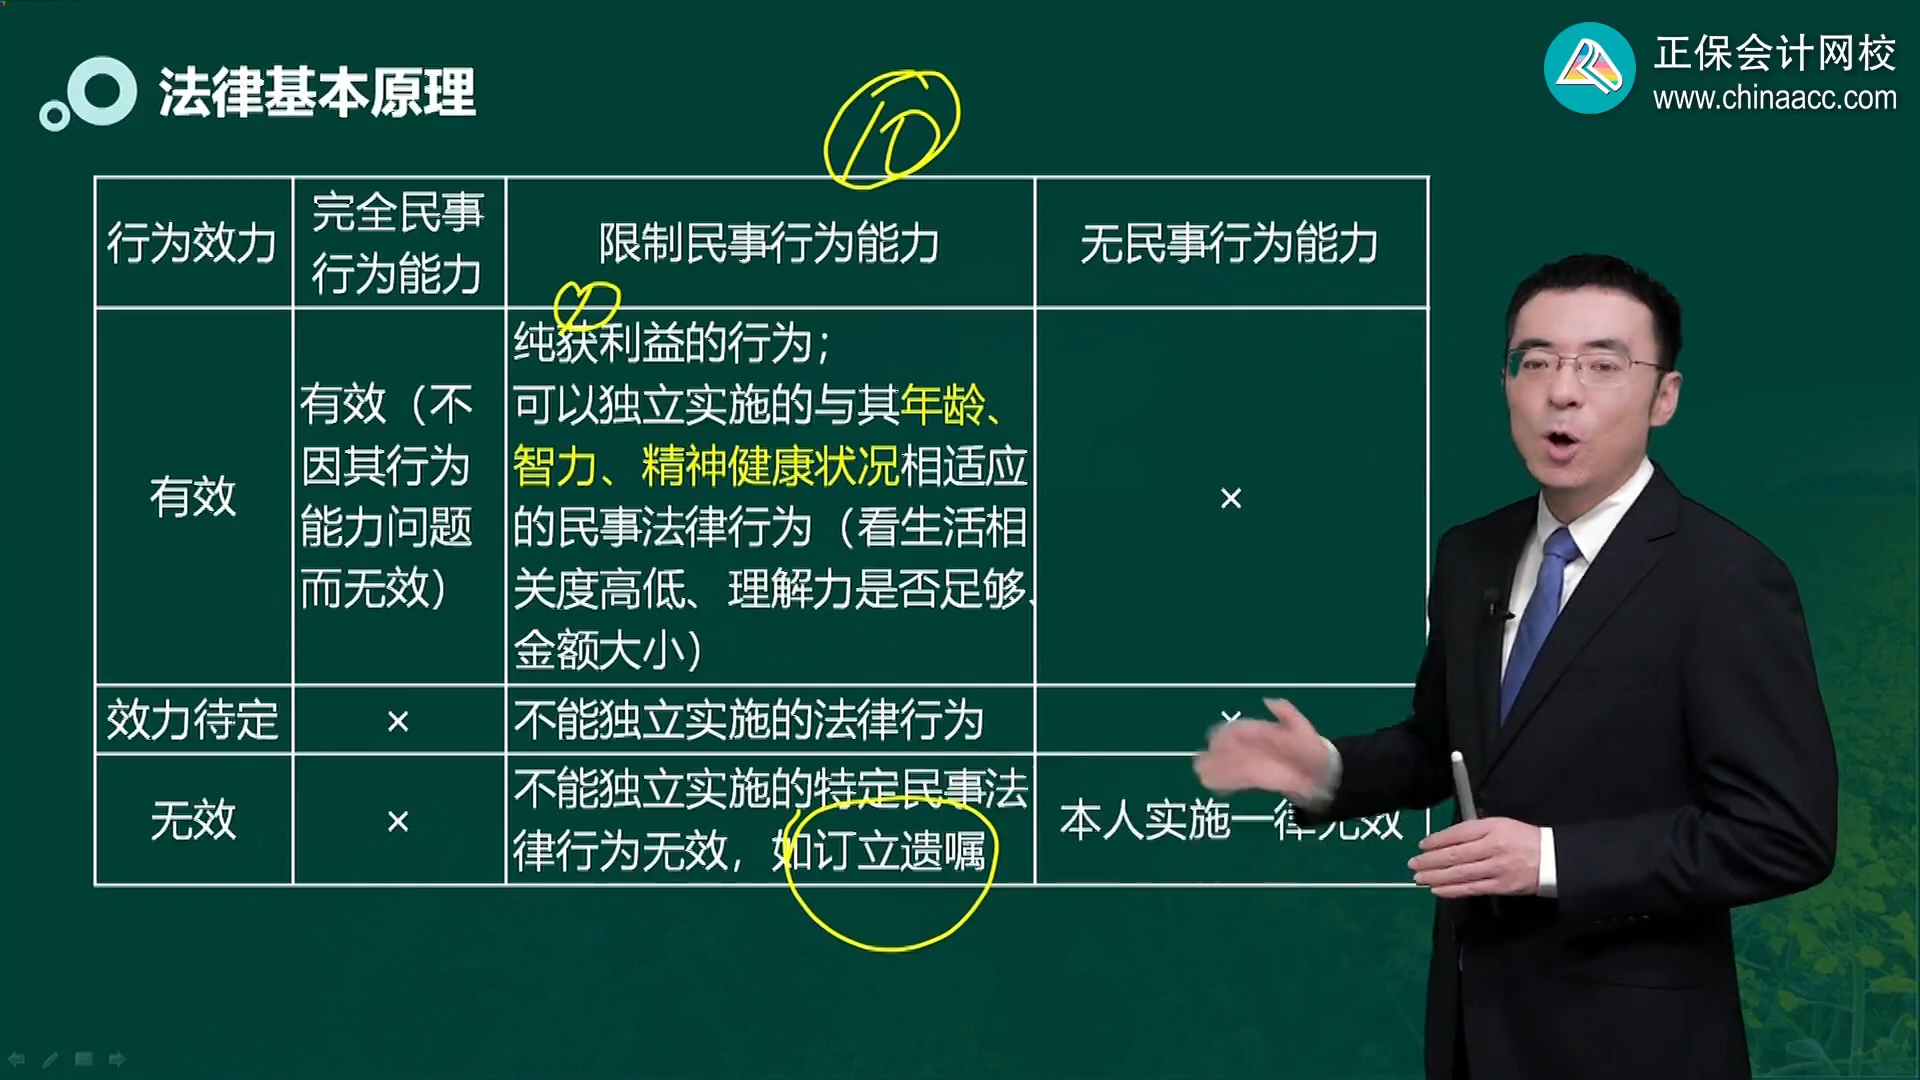 法律基本原理
正保会计网校
www.chinaacc.com
10
行为效力
完全民事
行为能力
限制民事行为能力
无民事行为能力
有效
有效（不
因其行为
能力问题
而无效）
纯获利益的行为；
可以独立实施的与其年龄、
智力、精神健康状况相适应
的民事法律行为（看生活相
关度高低、理解力是否足够、
金额大小）
×
效力待定
×
不能独立实施的法律行为
×
无效
×
不能独立实施的特定民事法
律行为无效，如订立遗嘱
本人实施一律无效